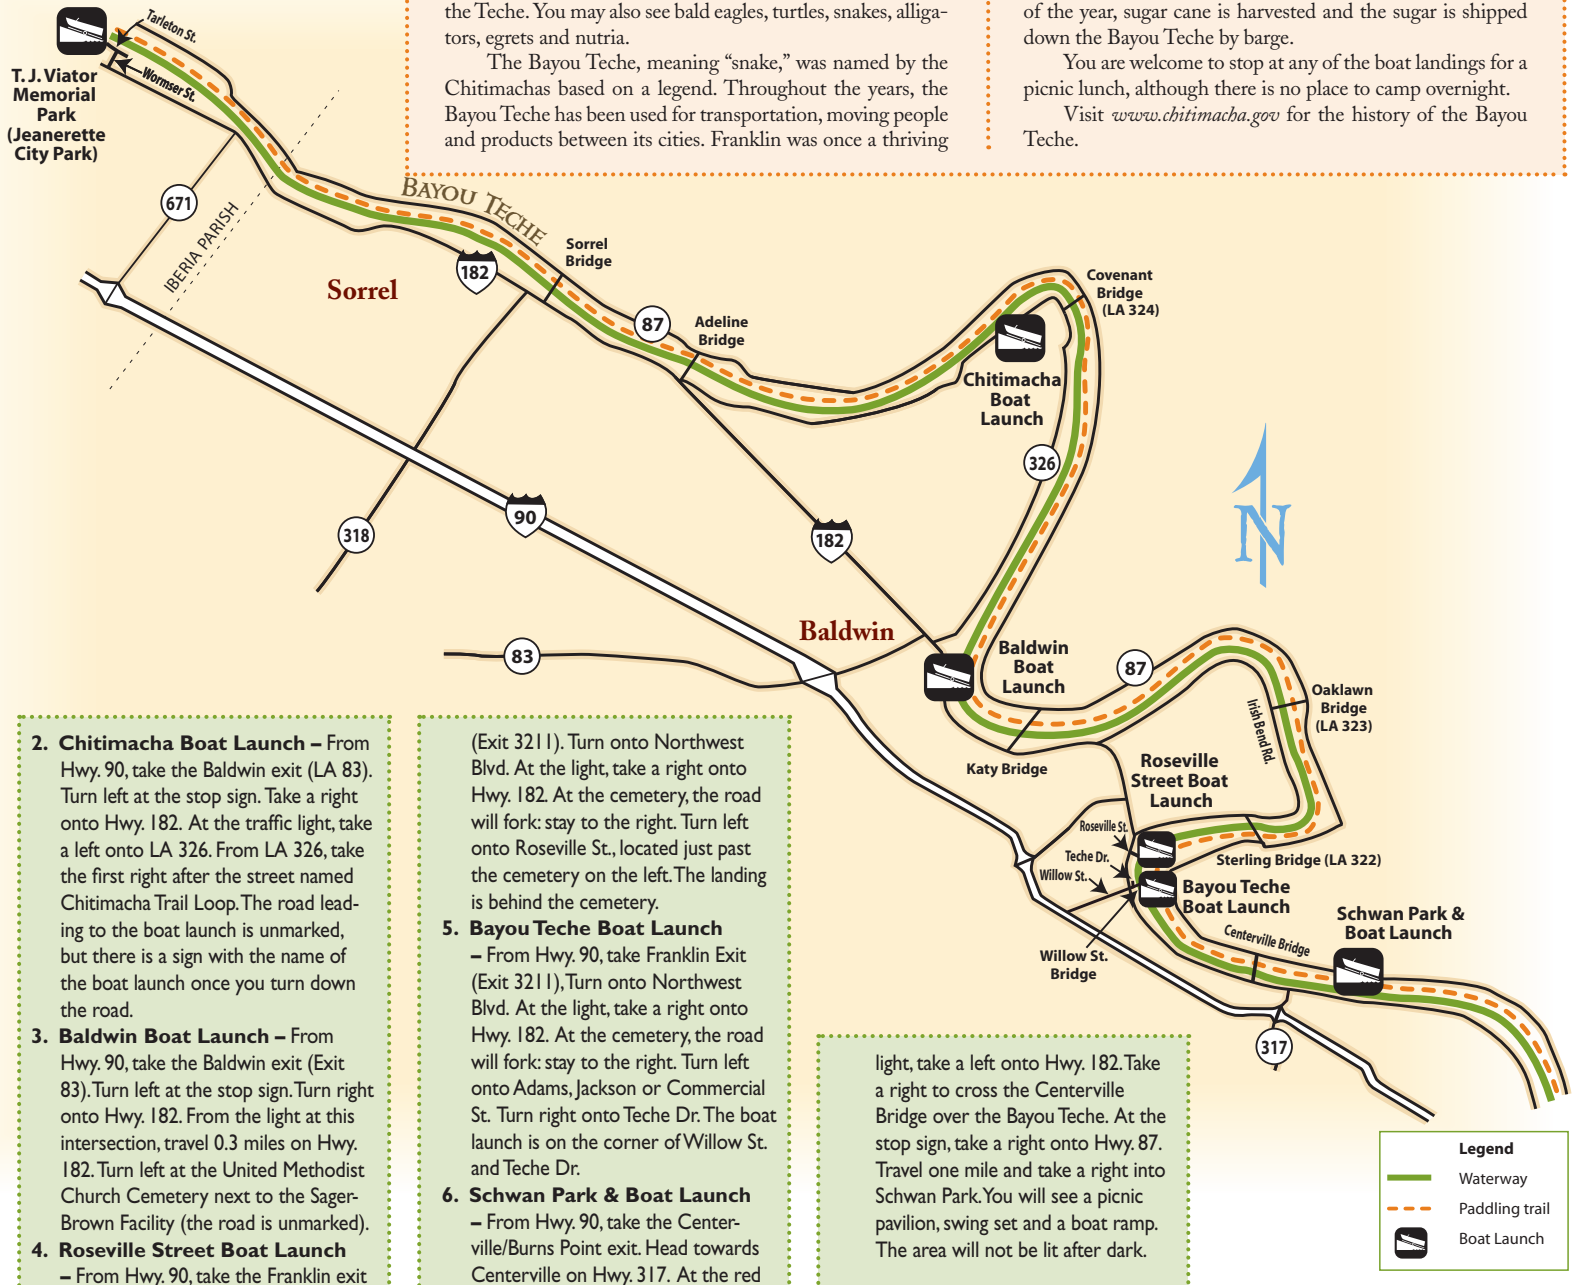 the Teche. You may also see bald eagles, turtles, snakes, alliga-
tors, egrets and nutria.
The Bayou Teche, meaning “snake,” was named by the
Chitimachas based on a legend. Throughout the years, the
Bayou Teche has been used for transportation, moving people
and products between its cities. Franklin was once a thriving
of the year, sugar cane is harvested and the sugar is shipped
down the Bayou Teche by barge.
You are welcome to stop at any of the boat landings for a
picnic lunch, although there is no place to camp overnight.
Visit www.chitimacha.gov for the history of the Bayou
Teche.
Tarleton St.
Wormser St.
T. J. Viator
Memorial
Park
(Jeanerette
City Park)
671
IBERIA PARISH
BAYOU TECHE
Sorrel
182
Sorrel
Bridge
87
Adeline
Bridge
Covenant
Bridge
(LA 324)
Chitimacha
Boat
Launch
326
N
318
90
182
Baldwin
83
Baldwin
Boat
Launch
87
Oaklawn
Bridge
(LA 323)
Irish Bend Rd.
Katy Bridge
Roseville
Street Boat
Launch
Roseville St.
Teche Dr.
Willow St.
Sterling Bridge (LA 322)
Bayou Teche
Boat Launch
Willow St.
Bridge
Centerville Bridge
Schwan Park &
Boat Launch
317
2. Chitimacha Boat Launch – From
Hwy. 90, take the Baldwin exit (LA 83).
Turn left at the stop sign. Take a right
onto Hwy. 182. At the traffic light, take
a left onto LA 326. From LA 326, take
the first right after the street named
Chitimacha Trail Loop. The road lead-
ing to the boat launch is unmarked,
but there is a sign with the name of
the boat launch once you turn down
the road.
3. Baldwin Boat Launch – From
Hwy. 90, take the Baldwin exit (Exit
83). Turn left at the stop sign. Turn right
onto Hwy. 182. From the light at this
intersection, travel 0.3 miles on Hwy.
182. Turn left at the United Methodist
Church Cemetery next to the Sager-
Brown Facility (the road is unmarked).
4. Roseville Street Boat Launch
– From Hwy. 90, take the Franklin exit
(Exit 3211). Turn onto Northwest
Blvd. At the light, take a right onto
Hwy. 182. At the cemetery, the road
will fork: stay to the right. Turn left
onto Roseville St., located just past
the cemetery on the left. The landing
is behind the cemetery.
5. Bayou Teche Boat Launch
– From Hwy. 90, take Franklin Exit
(Exit 3211), Turn onto Northwest
Blvd. At the light, take a right onto
Hwy. 182. At the cemetery, the road
will fork: stay to the right. Turn left
onto Adams, Jackson or Commercial
St. Turn right onto Teche Dr. The boat
launch is on the corner of Willow St.
and Teche Dr.
6. Schwan Park & Boat Launch
– From Hwy. 90, take the Center-
ville/Burns Point exit. Head towards
Centerville on Hwy. 317. At the red
light, take a left onto Hwy. 182. Take
a right to cross the Centerville
Bridge over the Bayou Teche. At the
stop sign, take a right onto Hwy. 87.
Travel one mile and take a right into
Schwan Park. You will see a picnic
pavilion, swing set and a boat ramp.
The area will not be lit after dark.
Legend
Waterway
Paddling trail
Boat Launch